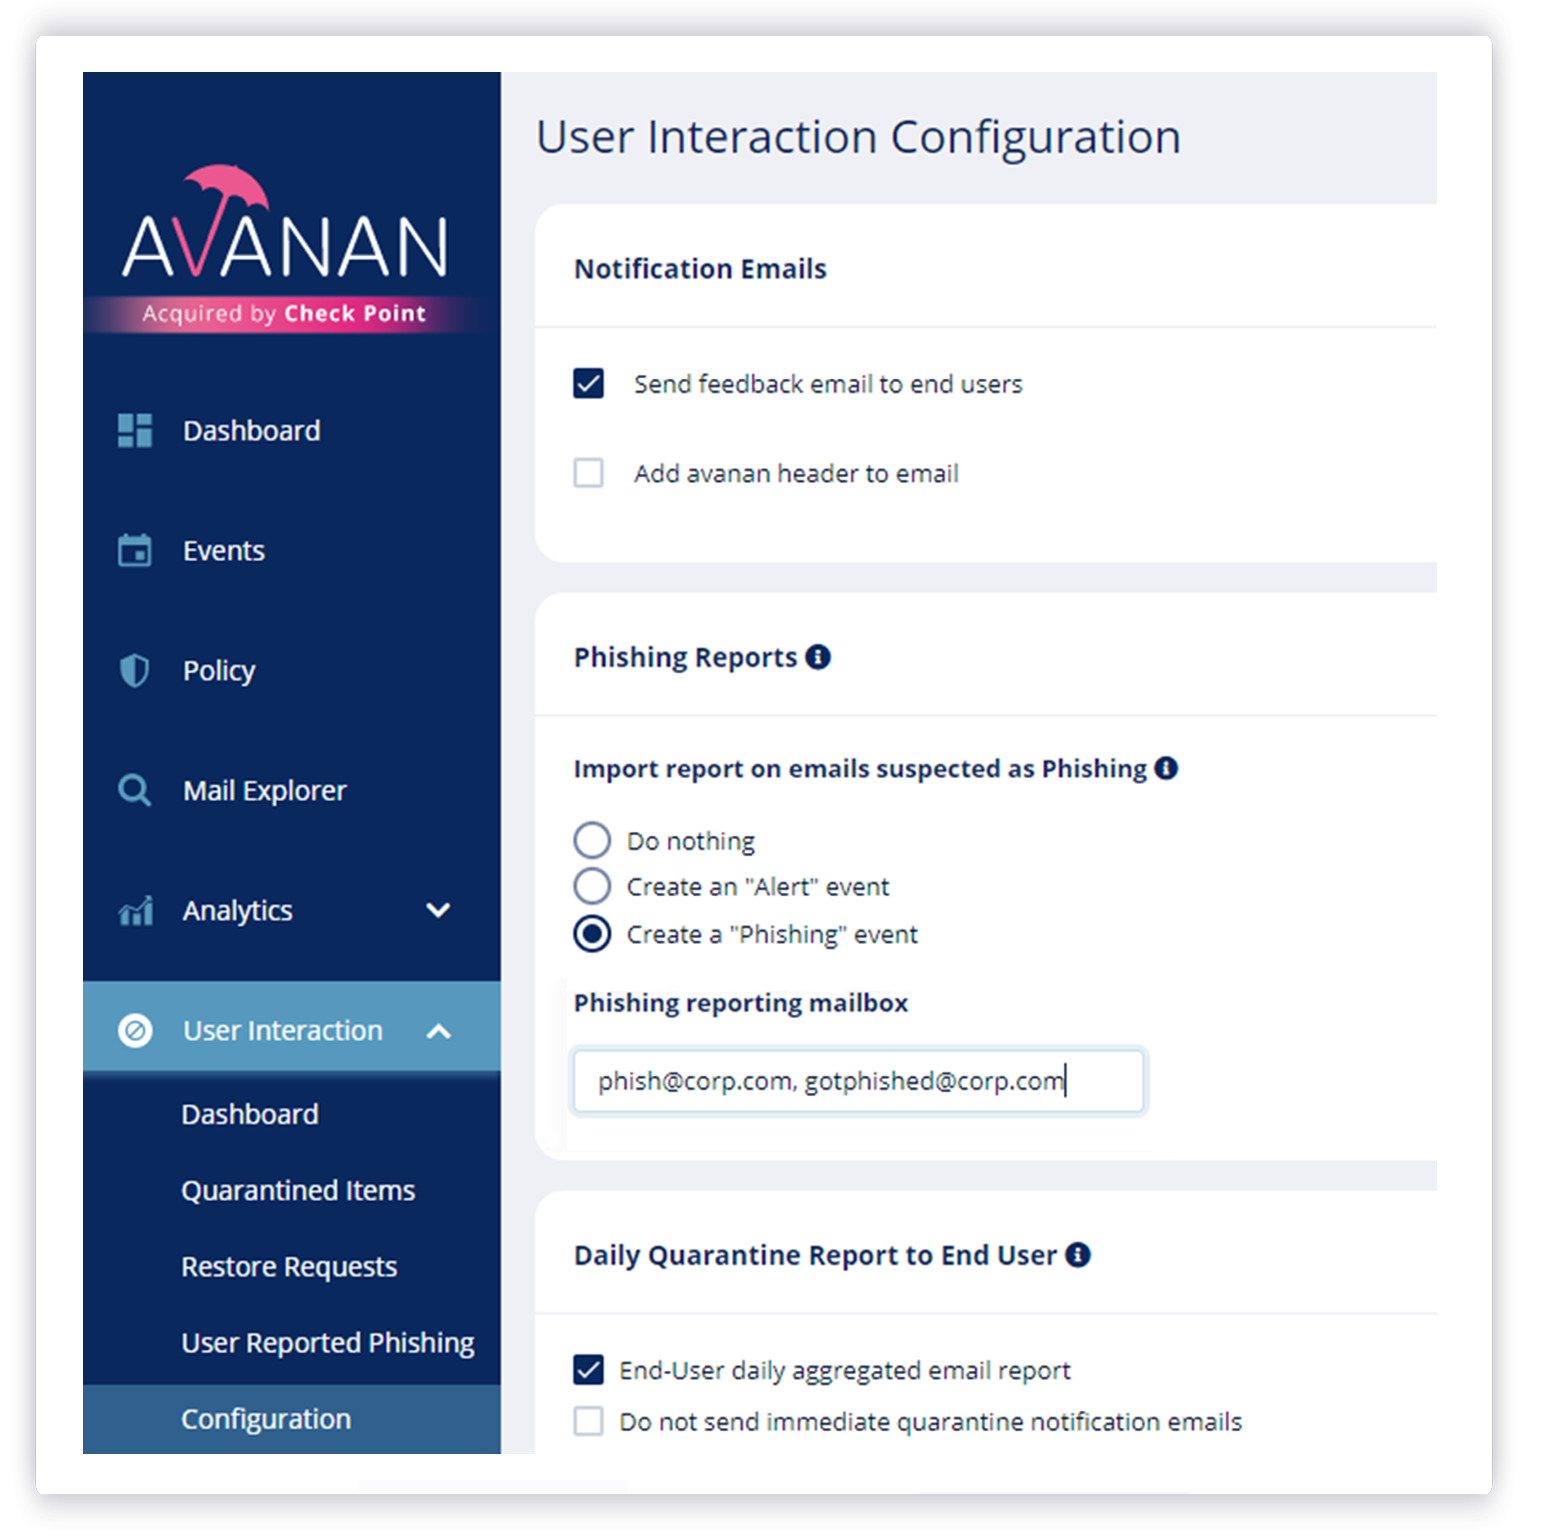 AVANAN
Acquired by Check Point
Dashboard
Events
Policy
Mail Explorer
Analytics
User Interaction
Dashboard
Quarantined Items
Restore Requests
User Reported Phishing
Configuration
User Interaction Configuration
Notification Emails
Send feedback email to end users
Add avanan header to email
Phishing Reports
Import report on emails suspected as Phishing
Do nothing
Create an "Alert" event
Create a "Phishing" event
Phishing reporting mailbox
phish@corp.com, gotphished@corp.com
Daily Quarantine Report to End User
End-User daily aggregated email report
Do not send immediate quarantine notification emails